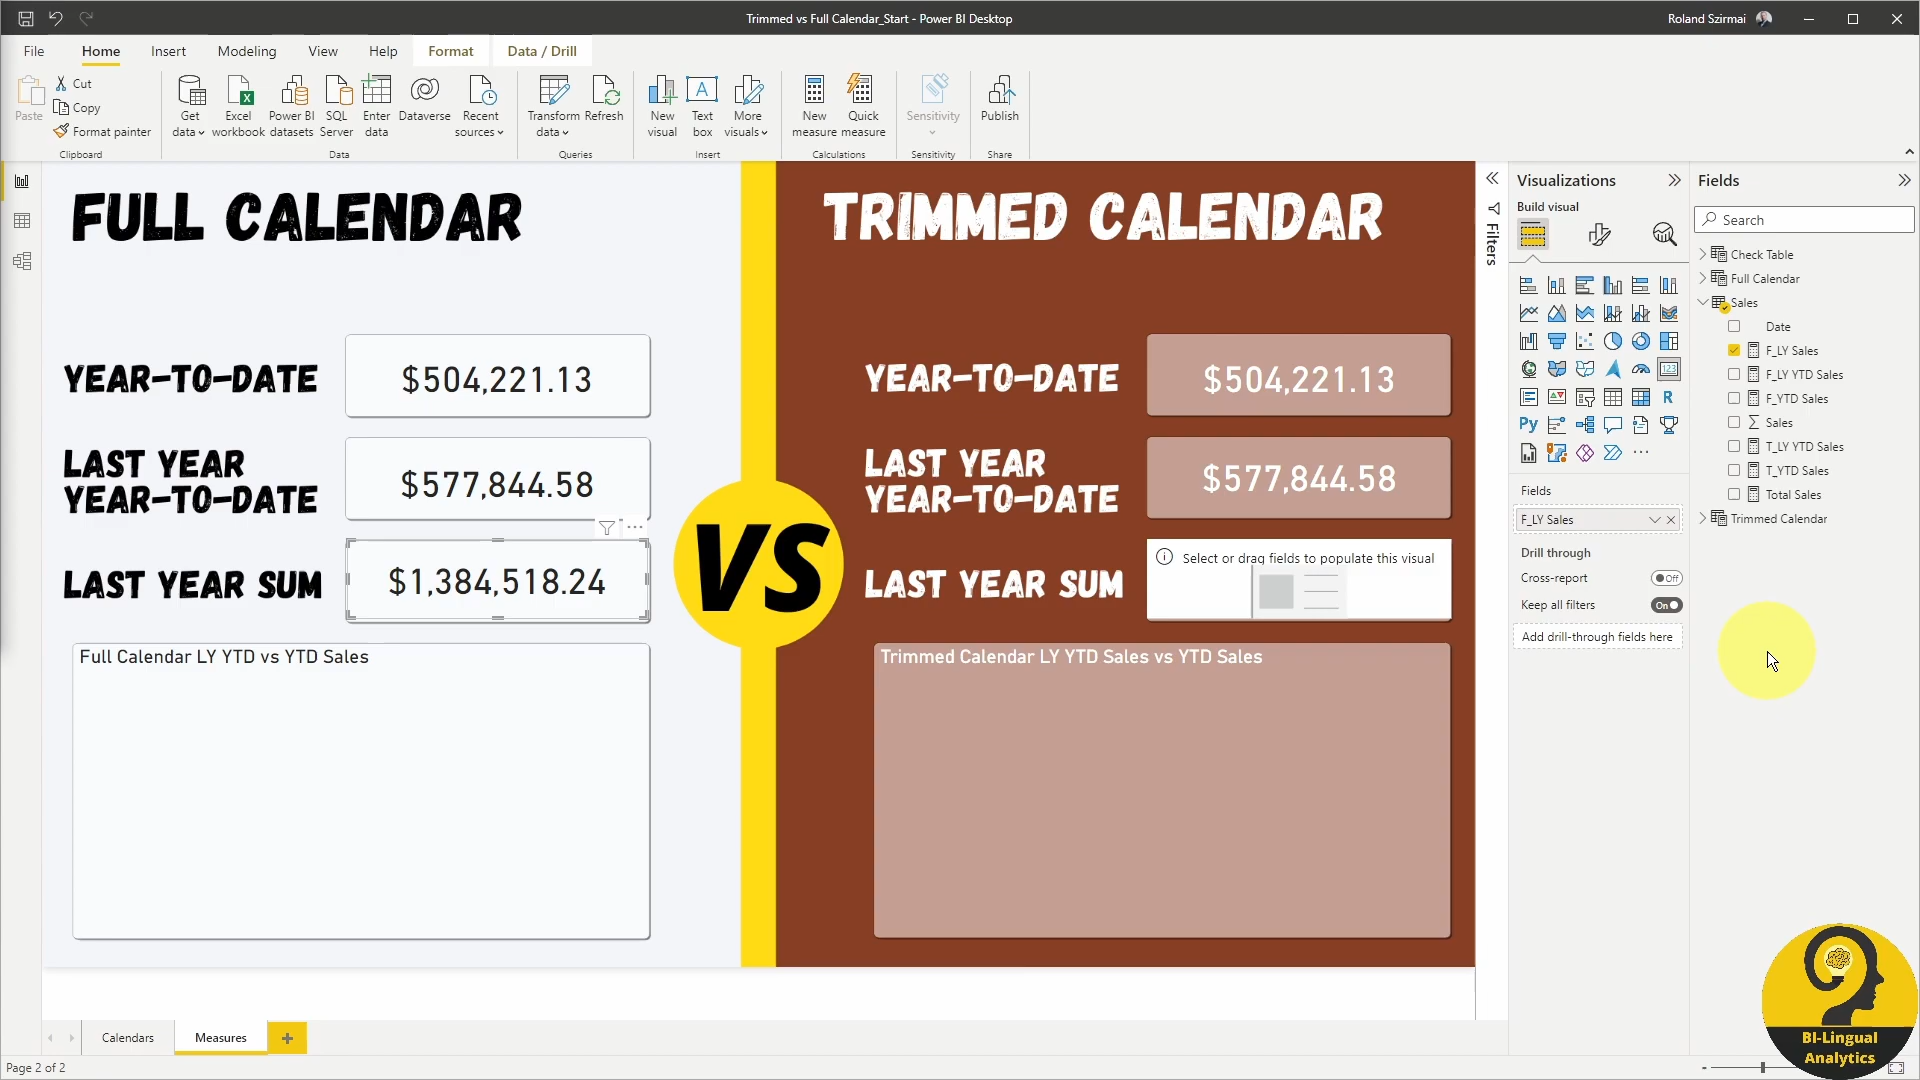 Trimmed vs Full Calendar_Start - Power BI Desktop
Roland Szirmai
File
Home
Insert
Modeling
View
Help
Format
Data / Drill
Paste
Cut
Copy
Format painter
Clipboard
Get data
Excel workbook
Power BI datasets
SQL Server
Enter data
Dataverse
Recent sources
Data
Transform data
Refresh
Queries
New visual
Text box
More visuals
Insert
New measure
Quick measure
Calculations
Sensitivity
Sensitivity
Publish
Share
FULL CALENDAR
YEAR-TO-DATE
$504,221.13
LAST YEAR
YEAR-TO-DATE
$577,844.58
LAST YEAR SUM
$1,384,518.24
Full Calendar LY YTD vs YTD Sales
VS
TRIMMED CALENDAR
YEAR-TO-DATE
$504,221.13
LAST YEAR
YEAR-TO-DATE
$577,844.58
LAST YEAR SUM
Select or drag fields to populate this visual
Trimmed Calendar LY YTD Sales vs YTD Sales
Filters
Visualizations
Build visual
123
R
Py
Fields
F_LY Sales
Drill through
Cross-report
Off
Keep all filters
On
Add drill-through fields here
Fields
Search
Check Table
Full Calendar
Sales
Date
F_LY Sales
F_LY YTD Sales
F_YTD Sales
Sales
T_LY YTD Sales
T_YTD Sales
Total Sales
Trimmed Calendar
Calendars
Measures
Page 2 of 2
BI-Lingual
Analytics